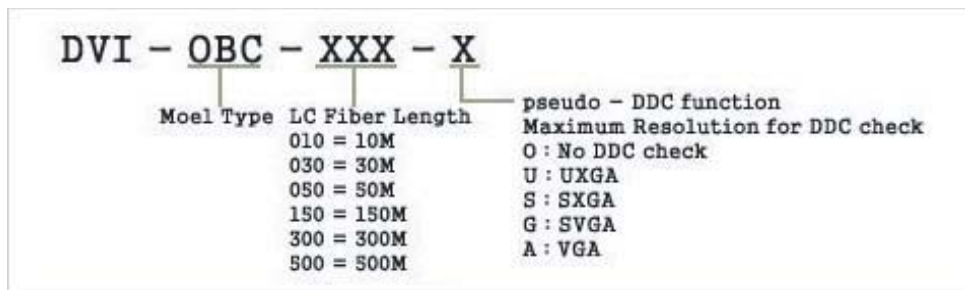 DVI - OBC - XXX - X
Moel Type
LC Fiber Length
010 = 10M
030 = 30M
050 = 50M
150 = 150M
300 = 300M
500 = 500M
pseudo - DDC function
Maximum Resolution for DDC check
O : No DDC check
U : UXGA
S : SXGA
G : SVGA
A : VGA